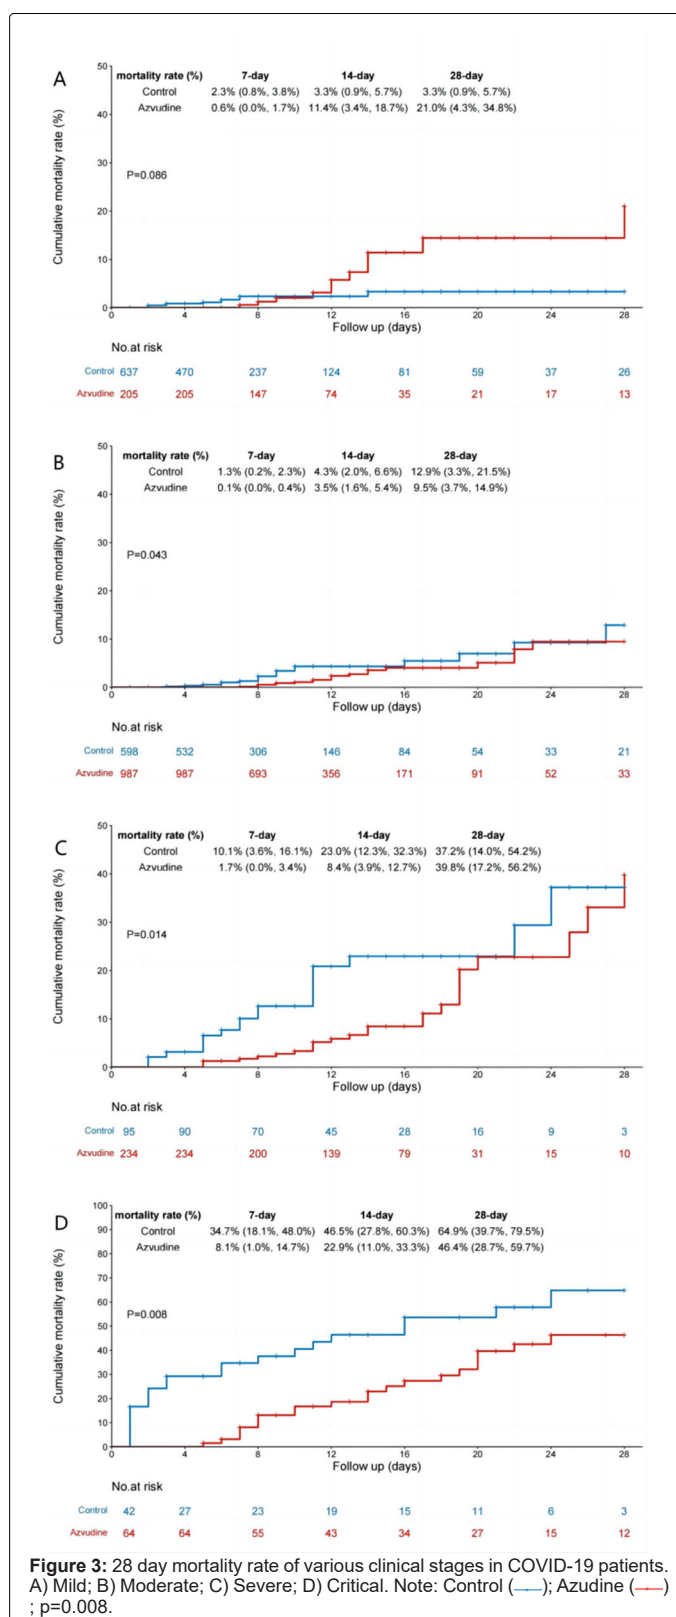 A
mortality rate (%) 7-day 14-day 28-day
Control 2.3% (0.8%, 3.8%) 3.3% (0.9%, 5.7%) 3.3% (0.9%, 5.7%)
Azvudine 0.6% (0.0%, 1.7%) 11.4% (3.4%, 18.7%) 21.0% (4.3%, 34.8%)
Cumulative mortality rate (%)
50
40
30
20
10
0
P=0.086
0 4 8 12 16 20 24 28
Follow up (days)
No.at risk
Control 637 470 237 124 81 59 37 26
Azvudine 205 205 147 74 35 21 17 13
B
mortality rate (%) 7-day 14-day 28-day
Control 1.3% (0.2%, 2.3%) 4.3% (2.0%, 6.6%) 12.9% (3.3%, 21.5%)
Azvudine 0.1% (0.0%, 0.4%) 3.5% (1.6%, 5.4%) 9.5% (3.7%, 14.9%)
Cumulative mortality rate (%)
50
40
30
20
10
0
P=0.043
0 4 8 12 16 20 24 28
Follow up (days)
No.at risk
Control 598 532 306 146 84 54 33 21
Azvudine 987 987 693 356 171 91 52 33
C
mortality rate (%) 7-day 14-day 28-day
Control 10.1% (3.6%, 16.1%) 23.0% (12.3%, 32.3%) 37.2% (14.0%, 54.2%)
Azvudine 1.7% (0.0%, 3.4%) 8.4% (3.9%, 12.7%) 39.8% (17.2%, 56.2%)
Cumulative mortality rate (%)
50
40
30
20
10
0
P=0.014
0 4 8 12 16 20 24 28
Follow up (days)
No.at risk
Control 95 90 70 45 28 16 9 3
Azvudine 234 234 200 139 79 31 15 10
D
mortality rate (%) 7-day 14-day 28-day
Control 34.7% (18.1%, 48.0%) 46.5% (27.8%, 60.3%) 64.9% (39.7%, 79.5%)
Azvudine 8.1% (1.0%, 14.7%) 22.9% (11.0%, 33.3%) 46.4% (28.7%, 59.7%)
Cumulative mortality rate (%)
100
90
80
70
60
50
40
30
20
10
0
P=0.008
0 4 8 12 16 20 24 28
Follow up (days)
No.at risk
Control 42 27 23 19 15 11 6 3
Azvudine 64 64 55 43 34 27 15 12
Figure 3: 28 day mortality rate of various clinical stages in COVID-19 patients.
A) Mild; B) Moderate; C) Severe; D) Critical. Note: Control (——); Azudine (——)
; p=0.008.